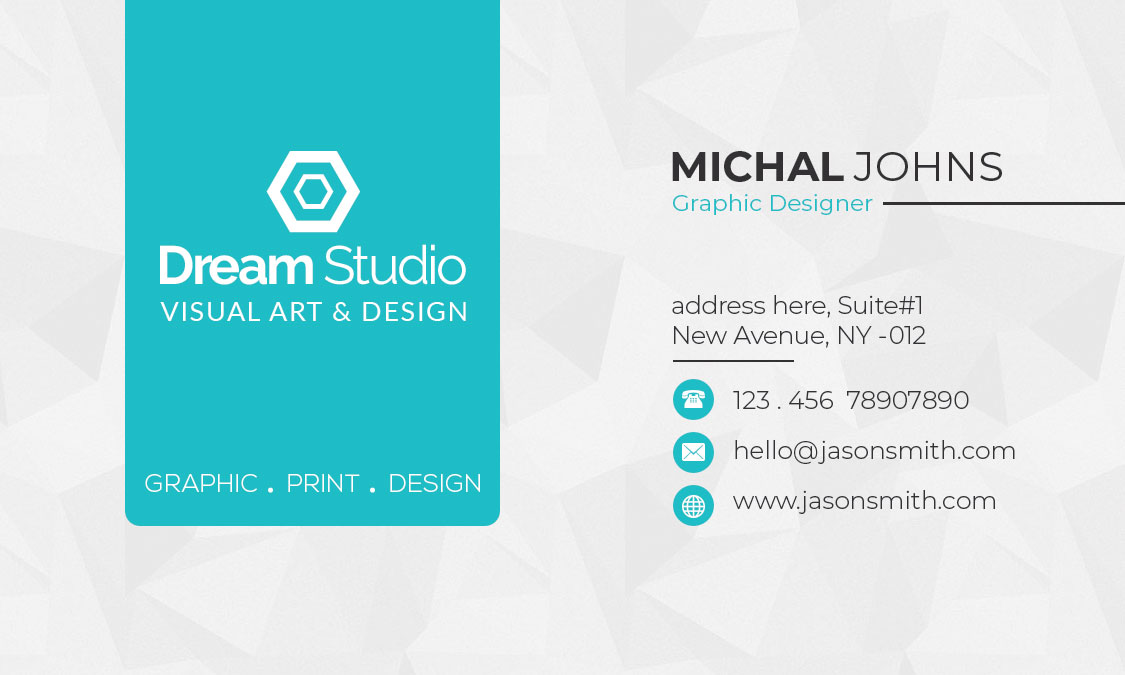 Dream Studio
VISUAL ART & DESIGN
GRAPHIC . PRINT . DESIGN
MICHAL JOHNS
Graphic Designer
address here, Suite#1
New Avenue, NY -012
123 . 456 78907890
hello@jasonsmith.com
www.jasonsmith.com